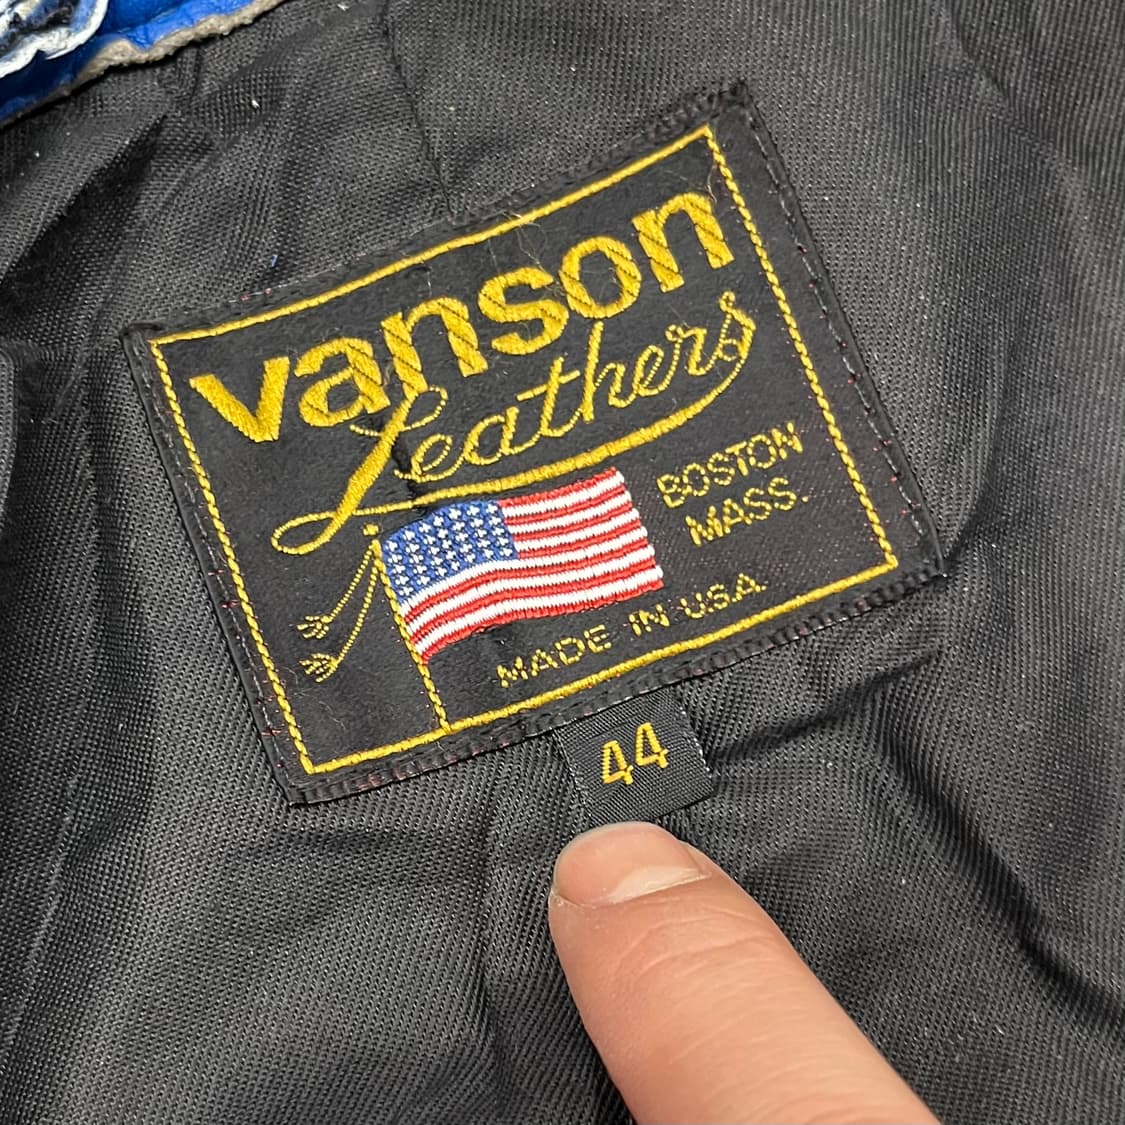 vanson
Leathers
BOSTON
MASS.
MADE IN U.S.A.
44